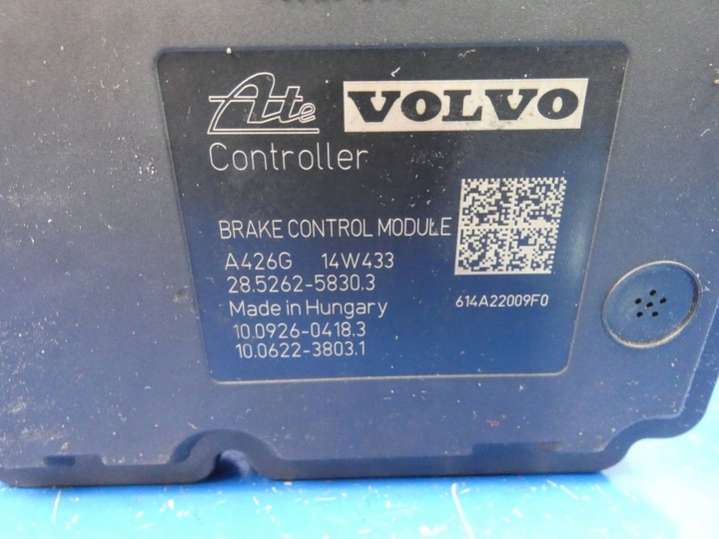 Ate VOLVO
Controller
BRAKE CONTROL MODULE
A426G 14W433
28.5262-5830.3
Made in Hungary
614A22009F0
10.0926-0418.3
10.0622-3803.1